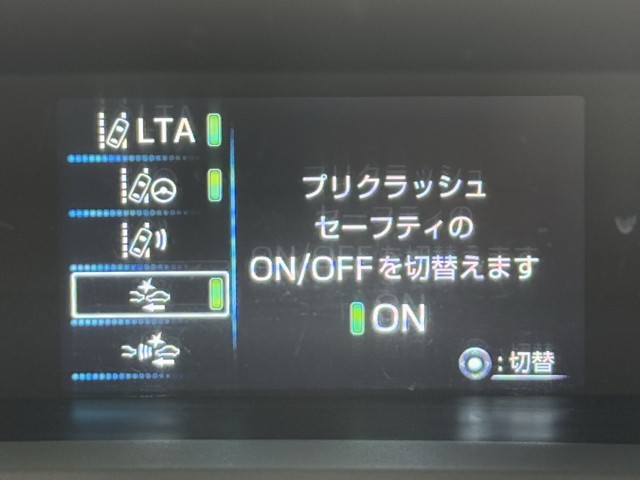 LTA
プリクラッシュ
セーフティの
ON/OFFを切替えます
ON
:切替